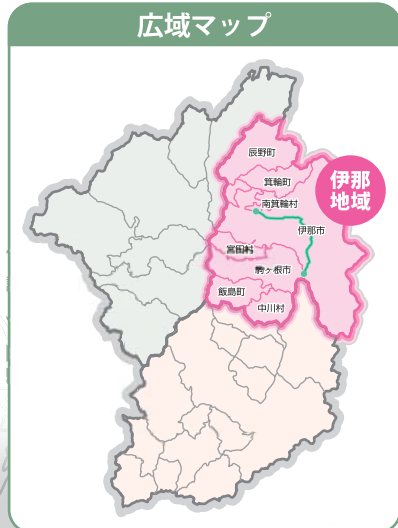 広域マップ
辰野町
箕輪町
伊那
地域
南箕輪村
伊那市
宮田村
駒ヶ根市
飯島町
中川村